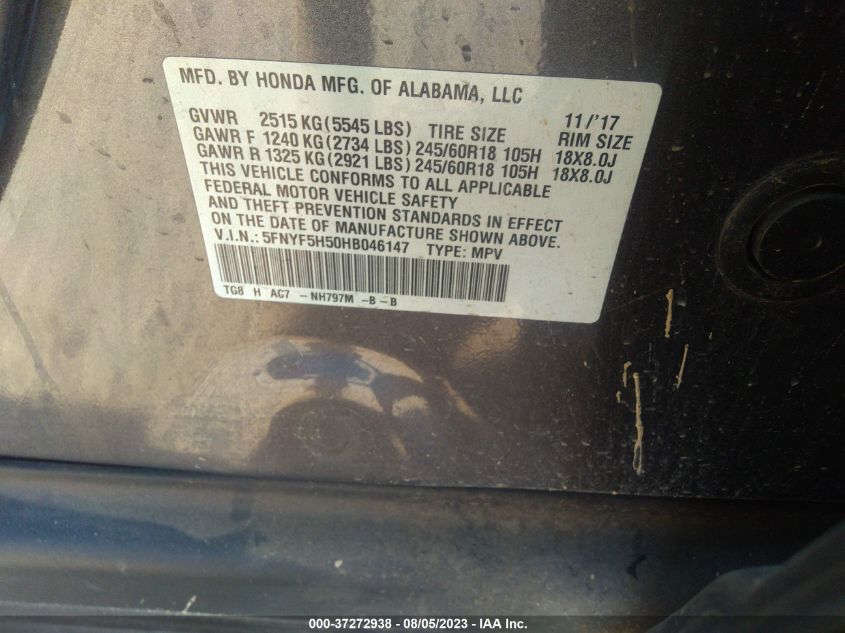 MFD. BY HONDA MFG. OF ALABAMA, LLC
GVWR 2515 KG (5545 LBS) TIRE SIZE 11/'17 RIM SIZE
GAWR F 1240 KG (2734 LBS) 245/60R18 105H 18X8.0J
GAWR R 1325 KG (2921 LBS) 245/60R18 105H 18X8.0J
THIS VEHICLE CONFORMS TO ALL APPLICABLE
FEDERAL MOTOR VEHICLE SAFETY
AND THEFT PREVENTION STANDARDS IN EFFECT
ON THE DATE OF MANUFACTURE SHOWN ABOVE.
V.I.N.: 5FNYF5H50HB046147 TYPE: MPV
TG8 H AC7 - NH797M -B-B
000-37272938 - 08/05/2023 - IAA Inc.